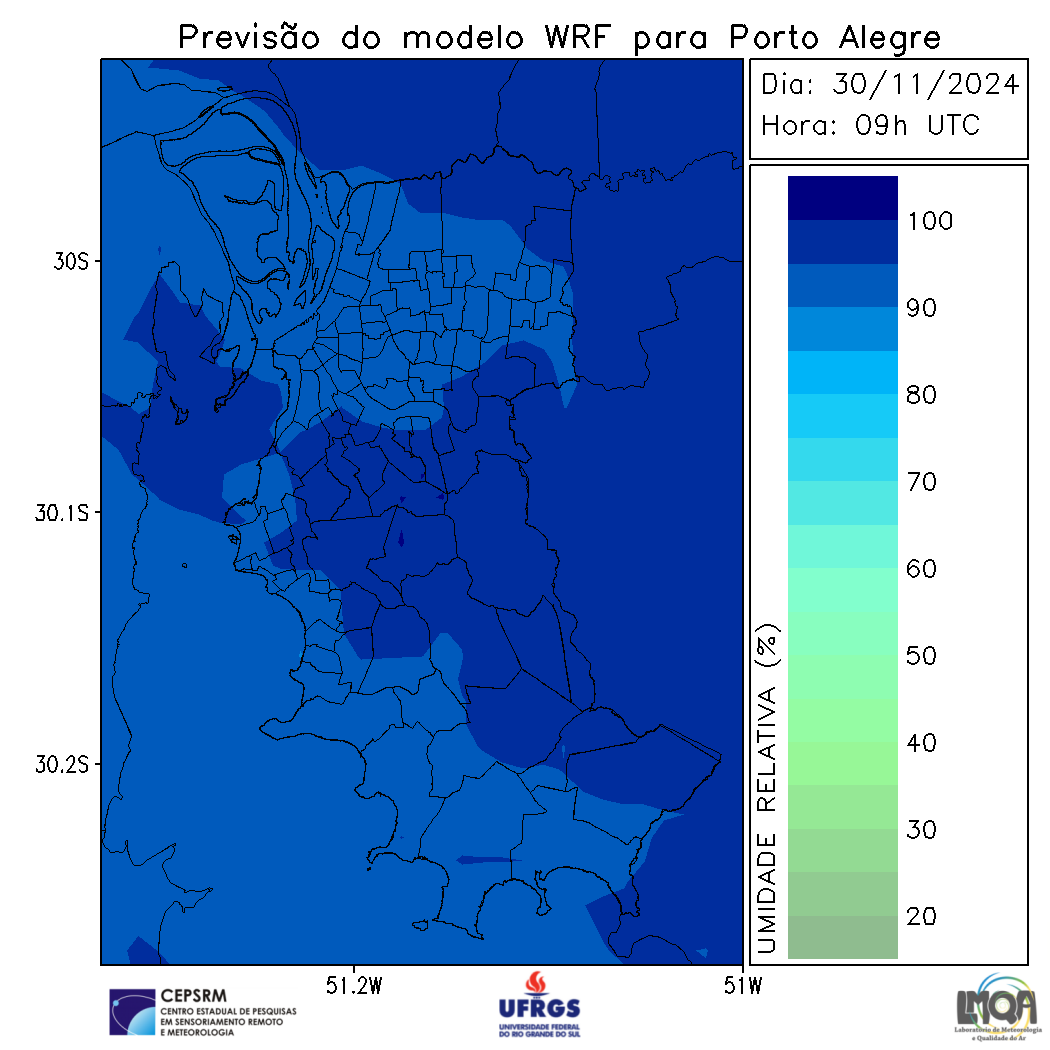 Previsão do modelo WRF para Porto Alegre
Dia: 30/11/2024
Hora: 09h UTC
30S
30.1S
30.2S
51.2W
51W
UMIDADE RELATIVA (%)
100
90
80
70
60
50
40
30
20
CEPSRM
CENTRO ESTADUAL DE PESQUISAS
EM SENSORIAMENTO REMOTO
E METEOROLOGIA
UFRGS
UNIVERSIDADE FEDERAL
DO RIO GRANDE DO SUL
LMQA
Laboratório de Meteorologia
e Qualidade do Ar